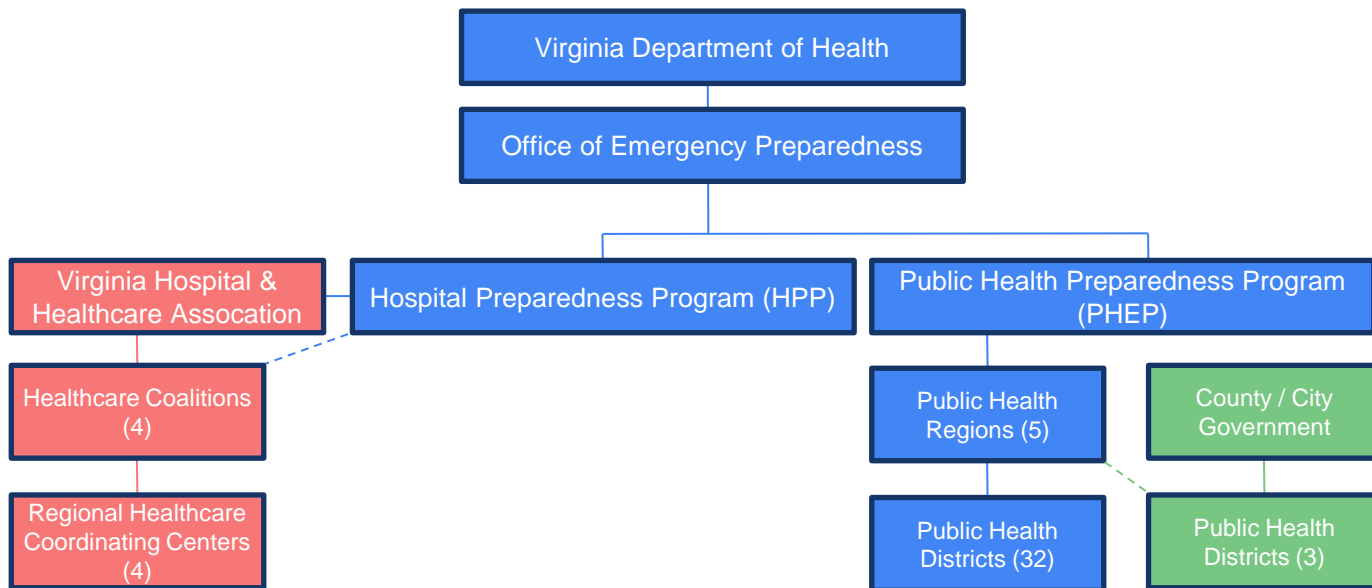 Virginia Department of Health
Office of Emergency Preparedness
Virginia Hospital &
Healthcare Assocation
Hospital Preparedness Program (HPP)
Public Health Preparedness Program
(PHEP)
Healthcare Coalitions
(4)
Public Health
Regions (5)
County / City
Government
Regional Healthcare
Coordinating Centers
(4)
Public Health
Districts (32)
Public Health
Districts (3)